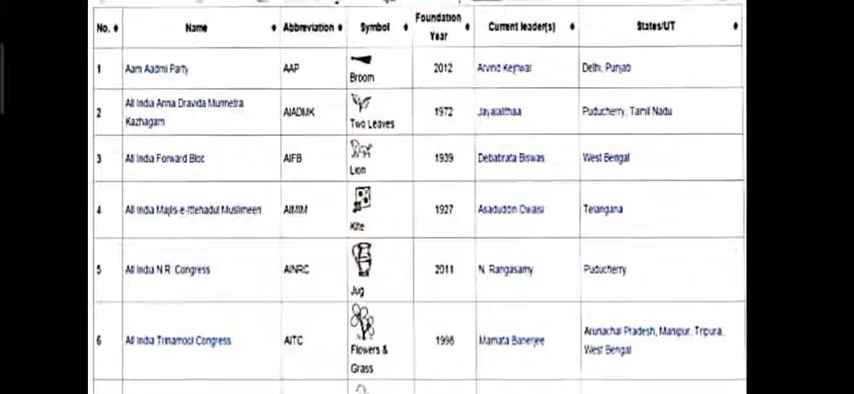 No. Name Abbreviation Symbol Foundation Year Current leader(s) States/UT
1 Aam Aadmi Party AAP Broom 2012 Arvind Kejriwal Delhi, Punjab
2 All India Anna Dravida Munnetra Kazhagam AIADMK Two Leaves 1972 Jayalalithaa Puducherry, Tamil Nadu
3 All India Forward Bloc AIFB Lion 1939 Debabrata Biswas West Bengal
4 All India Majlis-e-Ittehadul Muslimeen AIMIM Kite 1927 Asaduddin Owaisi Telangana
5 All India N.R. Congress AINRC Jug 2011 N. Rangasamy Puducherry
6 All India Trinamool Congress AITC Flowers & Grass 1998 Mamata Banerjee Arunachal Pradesh, Manipur, Tripura, West Bengal